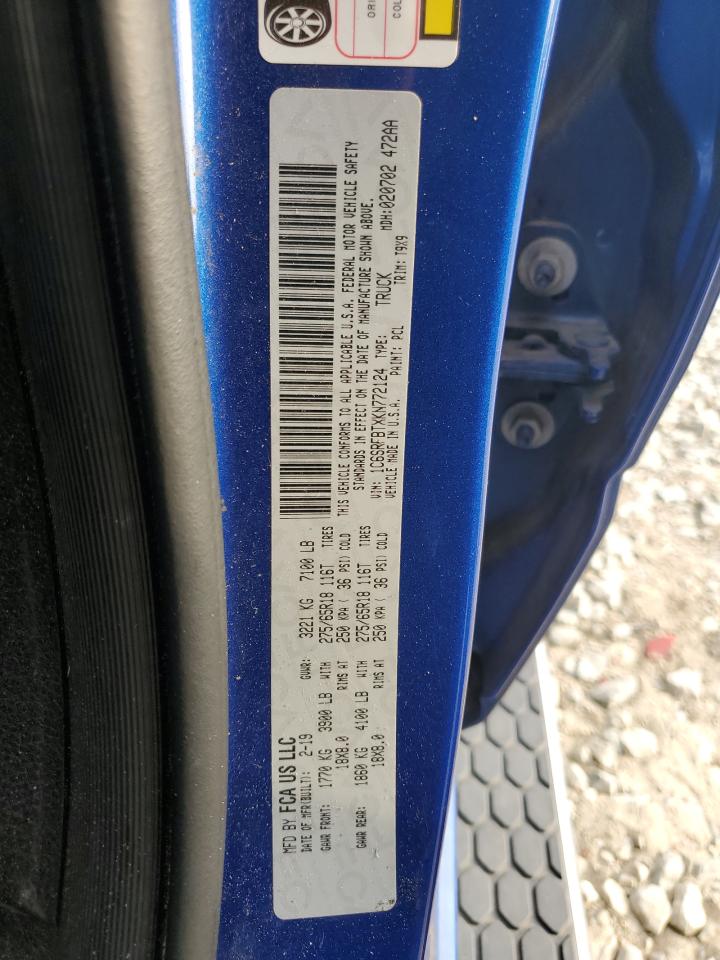 MFD BY FCA US LLC
DATE OF MFR(BUILT): 2-19 GVWR: 3221 KG 7100 LB
GAWR FRONT: 1770 KG 3900 LB WITH 275/65R18 116T TIRES
18X8.0 RIMS AT 250 KPA ( 36 PSI) COLD
GAWR REAR: 1860 KG 4100 LB WITH 275/65R18 116T TIRES
18X8.0 RIMS AT 250 KPA ( 36 PSI) COLD
THIS VEHICLE CONFORMS TO ALL APPLICABLE U.S.A. FEDERAL MOTOR VEHICLE SAFETY
STANDARDS IN EFFECT ON THE DATE OF MANUFACTURE SHOWN ABOVE.
VIN: 1C6SRFBTXKN772124 TYPE: TRUCK MDH:020702 472AA
VEHICLE MADE IN U.S.A. PAINT: PCL TRIM: T9X9
ORI
COL